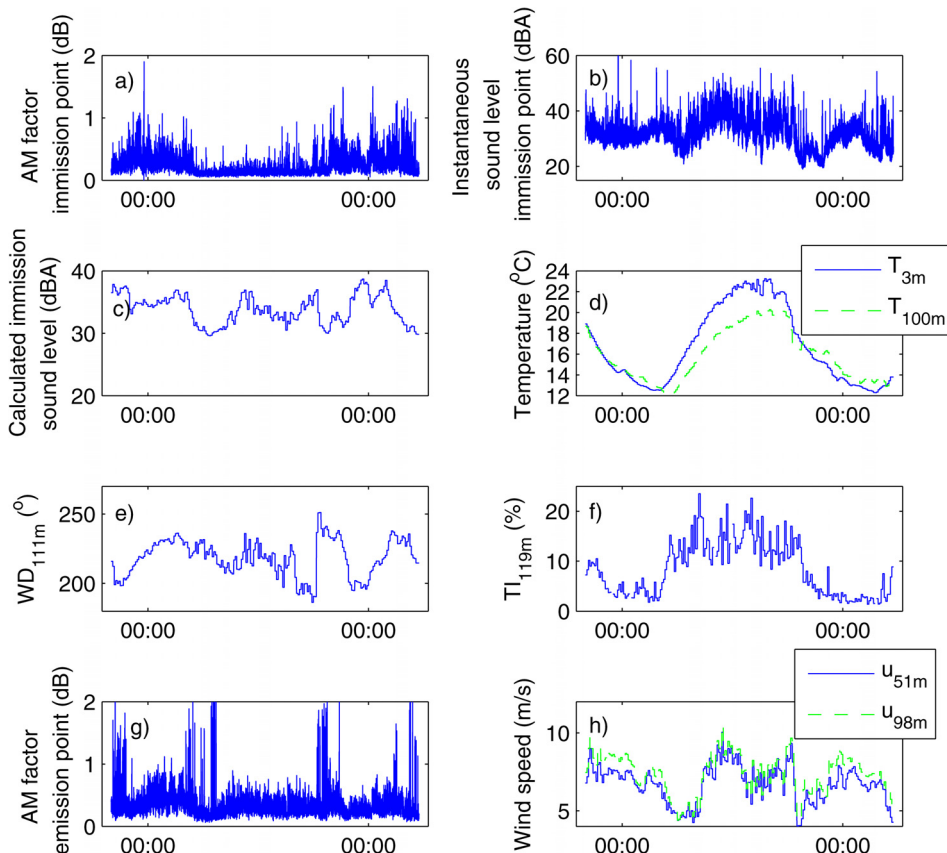 AM factor
immission point (dB)
2
1
0
a)
00:00 00:00
Instantaneous
sound level
immission point (dBA)
60
40
20
b)
00:00 00:00
Calculated immission
sound level (dBA)
40
30
20
c)
00:00 00:00
Temperature (°C)
24
22
20
18
16
14
12
d)
T3m
T100m
00:00 00:00
WD111m (°)
250
200
e)
00:00 00:00
TI119m (%)
20
10
0
f)
00:00 00:00
AM factor
emission point (dB)
2
1
0
g)
00:00 00:00
Wind speed (m/s)
10
5
h)
u51m
u98m
00:00 00:00